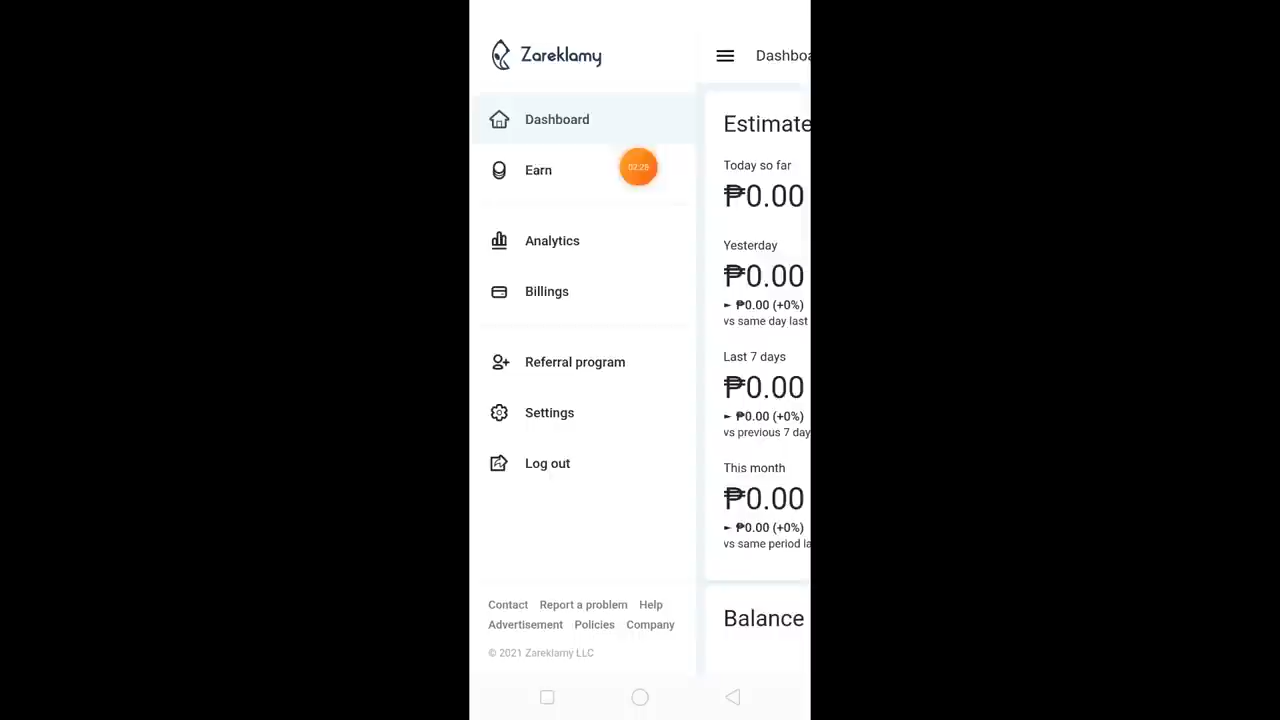 Zareklamy
Dashboard
Earn
02:28
Analytics
Billings
Referral program
Settings
Log out
Contact Report a problem Help
Advertisement Policies Company
© 2021 Zareklamy LLC
Dashboa
Estimate
Today so far
₱0.00
Yesterday
₱0.00
► ₱0.00 (+0%)
vs same day last
Last 7 days
₱0.00
► ₱0.00 (+0%)
vs previous 7 day
This month
₱0.00
► ₱0.00 (+0%)
vs same period la
Balance